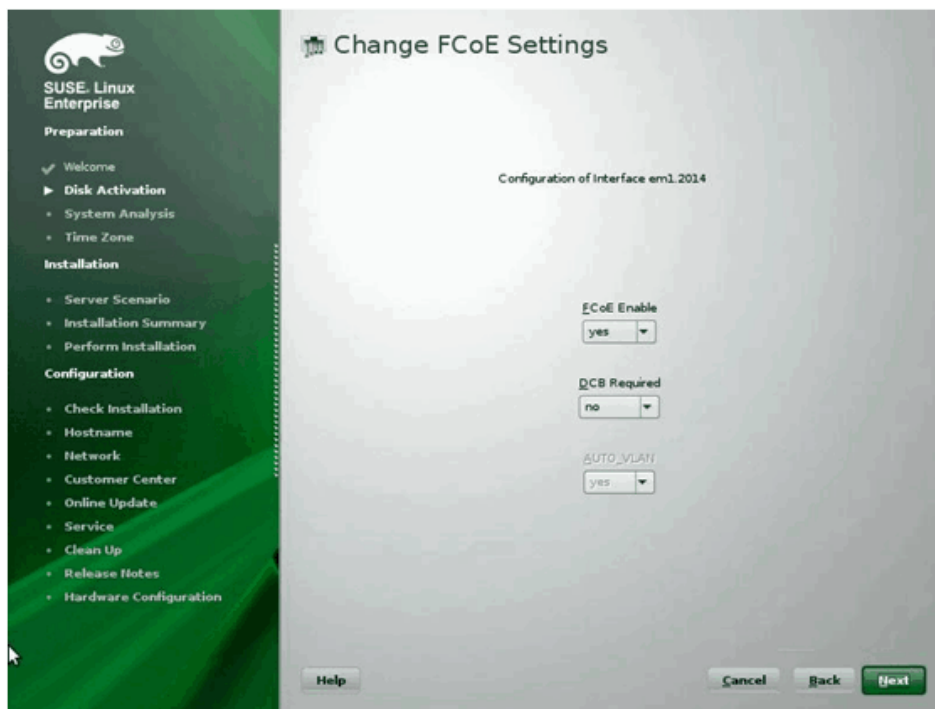 SUSE. Linux
Enterprise
Preparation
Welcome
Disk Activation
System Analysis
Time Zone
Installation
Server Scenario
Installation Summary
Perform Installation
Configuration
Check Installation
Hostname
Network
Customer Center
Online Update
Service
Clean Up
Release Notes
Hardware Configuration
Change FCoE Settings
Configuration of Interface em1.2014
FCoE Enable
yes
DCB Required
no
AUTO_VLAN
yes
Help
Cancel
Back
Next